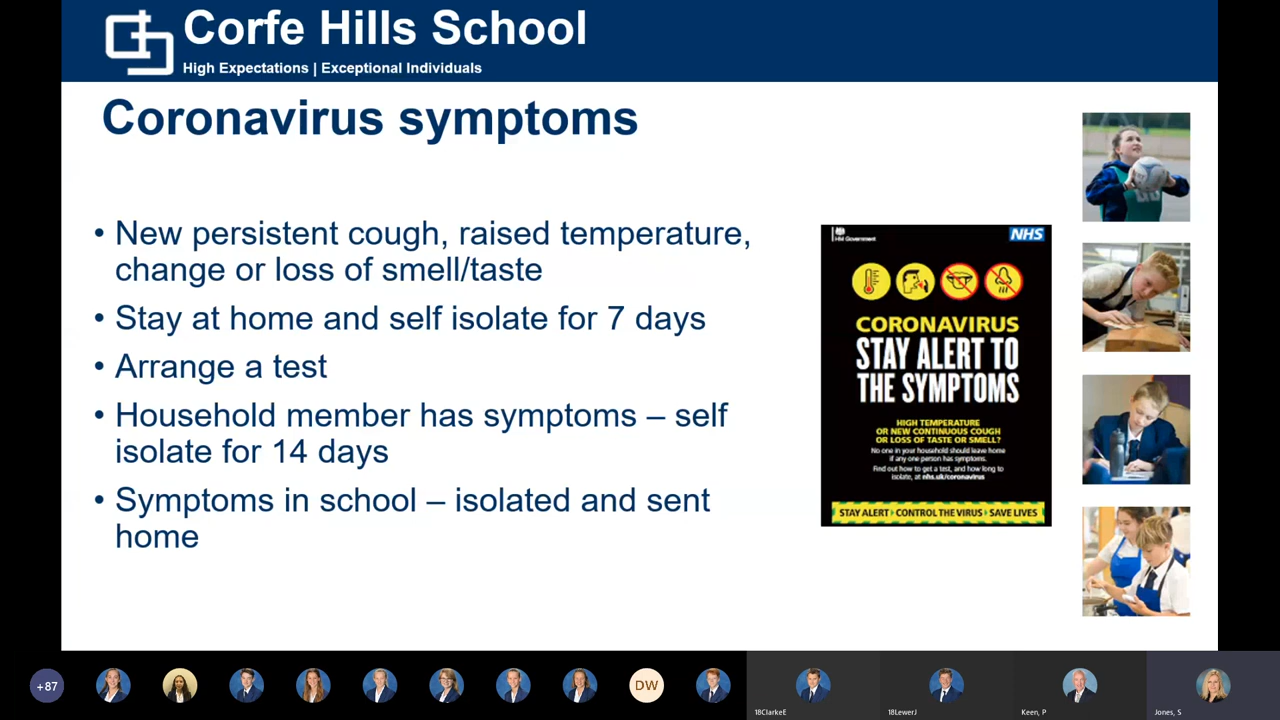 Corfe Hills School
High Expectations | Exceptional Individuals
Coronavirus symptoms
• New persistent cough, raised temperature,
change or loss of smell/taste
• Stay at home and self isolate for 7 days
• Arrange a test
• Household member has symptoms – self
isolate for 14 days
• Symptoms in school – isolated and sent
home
HM Government
NHS
CORONAVIRUS
STAY ALERT TO
THE SYMPTOMS
HIGH TEMPERATURE
OR NEW CONTINUOUS COUGH
OR LOSS OF TASTE OR SMELL?
No one in your household should leave home
if any one person has symptoms.
Find out how to get a test, and how long to
isolate, at nhs.uk/coronavirus
STAY ALERT › CONTROL THE VIRUS › SAVE LIVES
+87
DW
18ClarkeE
18LewerJ
Keen, P
Jones, S